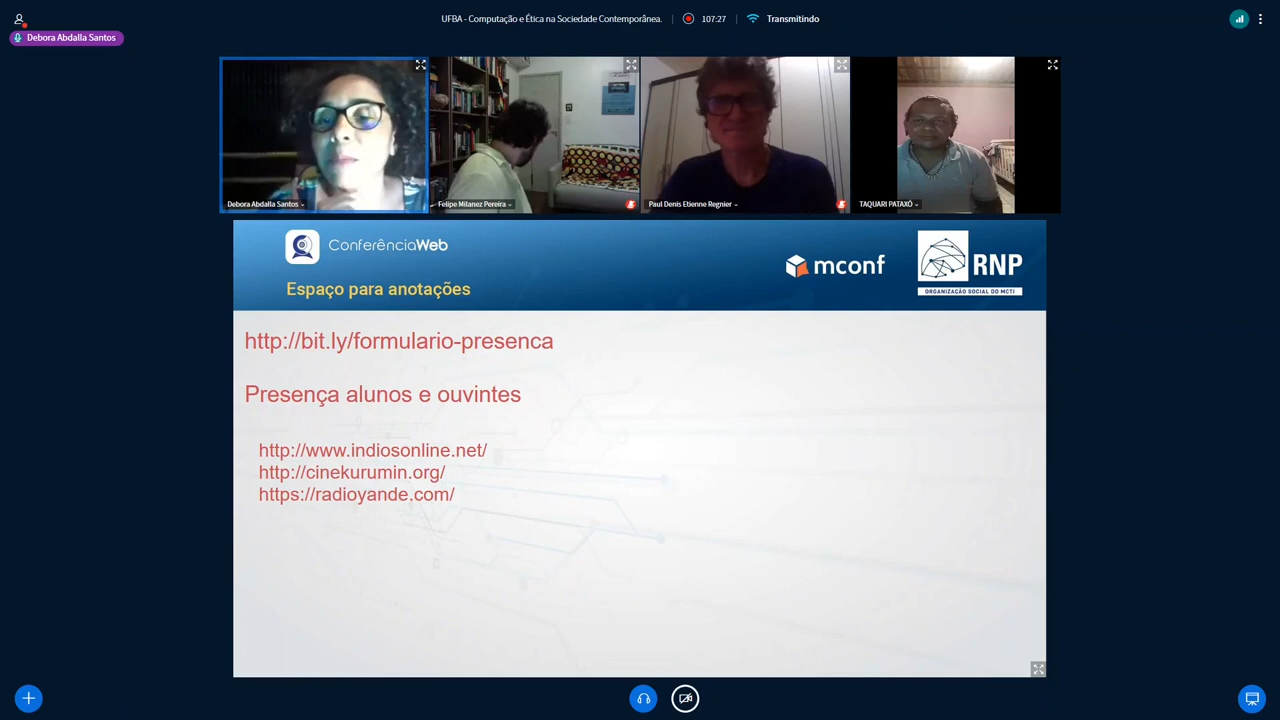 UFBA - Computação e Ética na Sociedade Contemporânea.
107:27
Transmitindo
Debora Abdalla Santos
Debora Abdalla Santos
Felipe Milanez Pereira
Paul Denis Etienne Regnier
TAQUARI PATAXÓ
ConferênciaWeb
mconf
RNP
ORGANIZAÇÃO SOCIAL DO MCTI
Espaço para anotações
http://bit.ly/formulario-presenca
Presença alunos e ouvintes
http://www.indiosonline.net/
http://cinekurumin.org/
https://radioyande.com/